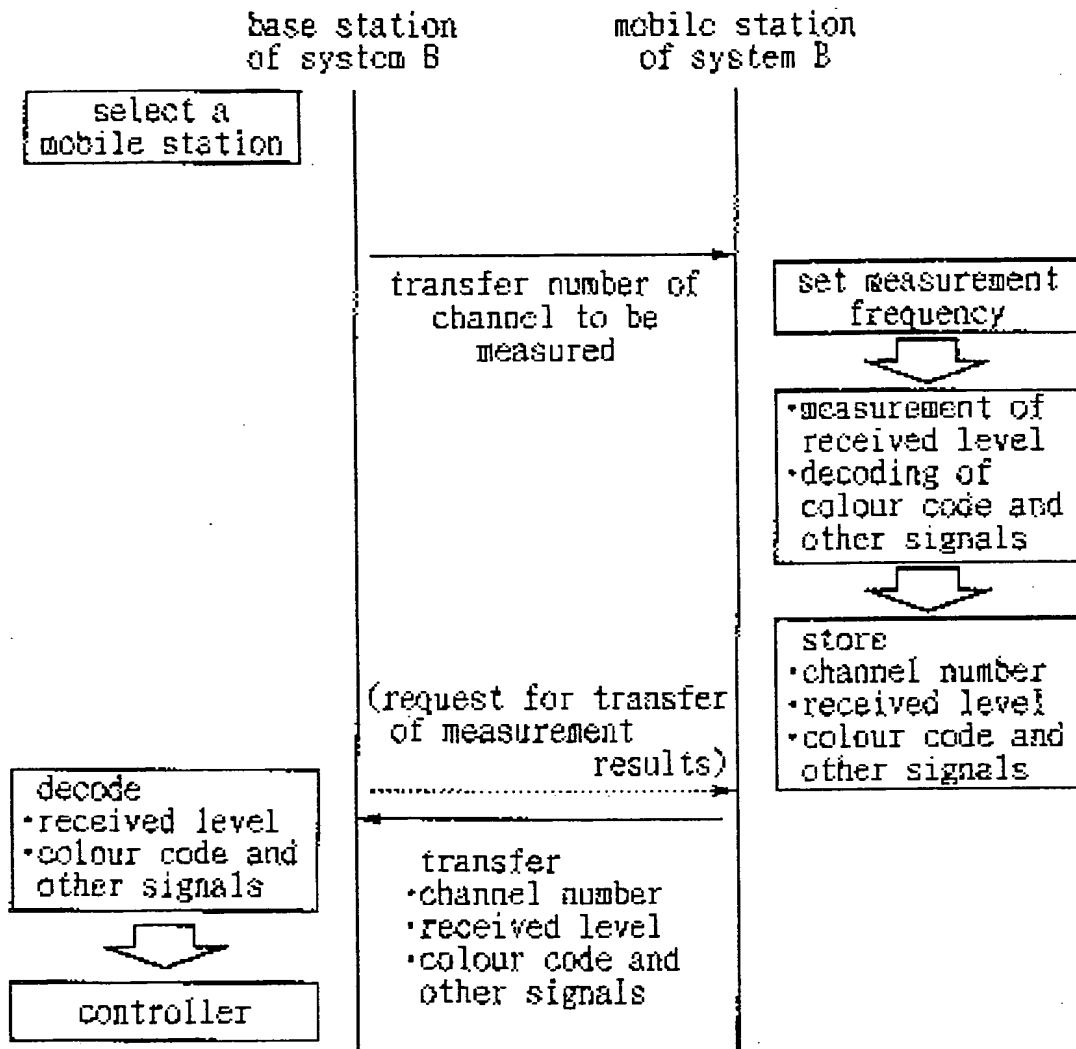 base station
of system B
mobile station
of system B
select a
mobile station
transfer number of
channel to be
measured
set measurement
frequency
•measurement of
received level
•decoding of
colour code and
other signals
store
•channel number
•received level
•colour code and
other signals
(request for transfer
of measurement
results)
decode
•received level
•colour code and
other signals
transfer
•channel number
•received level
•colour code and
other signals
controller